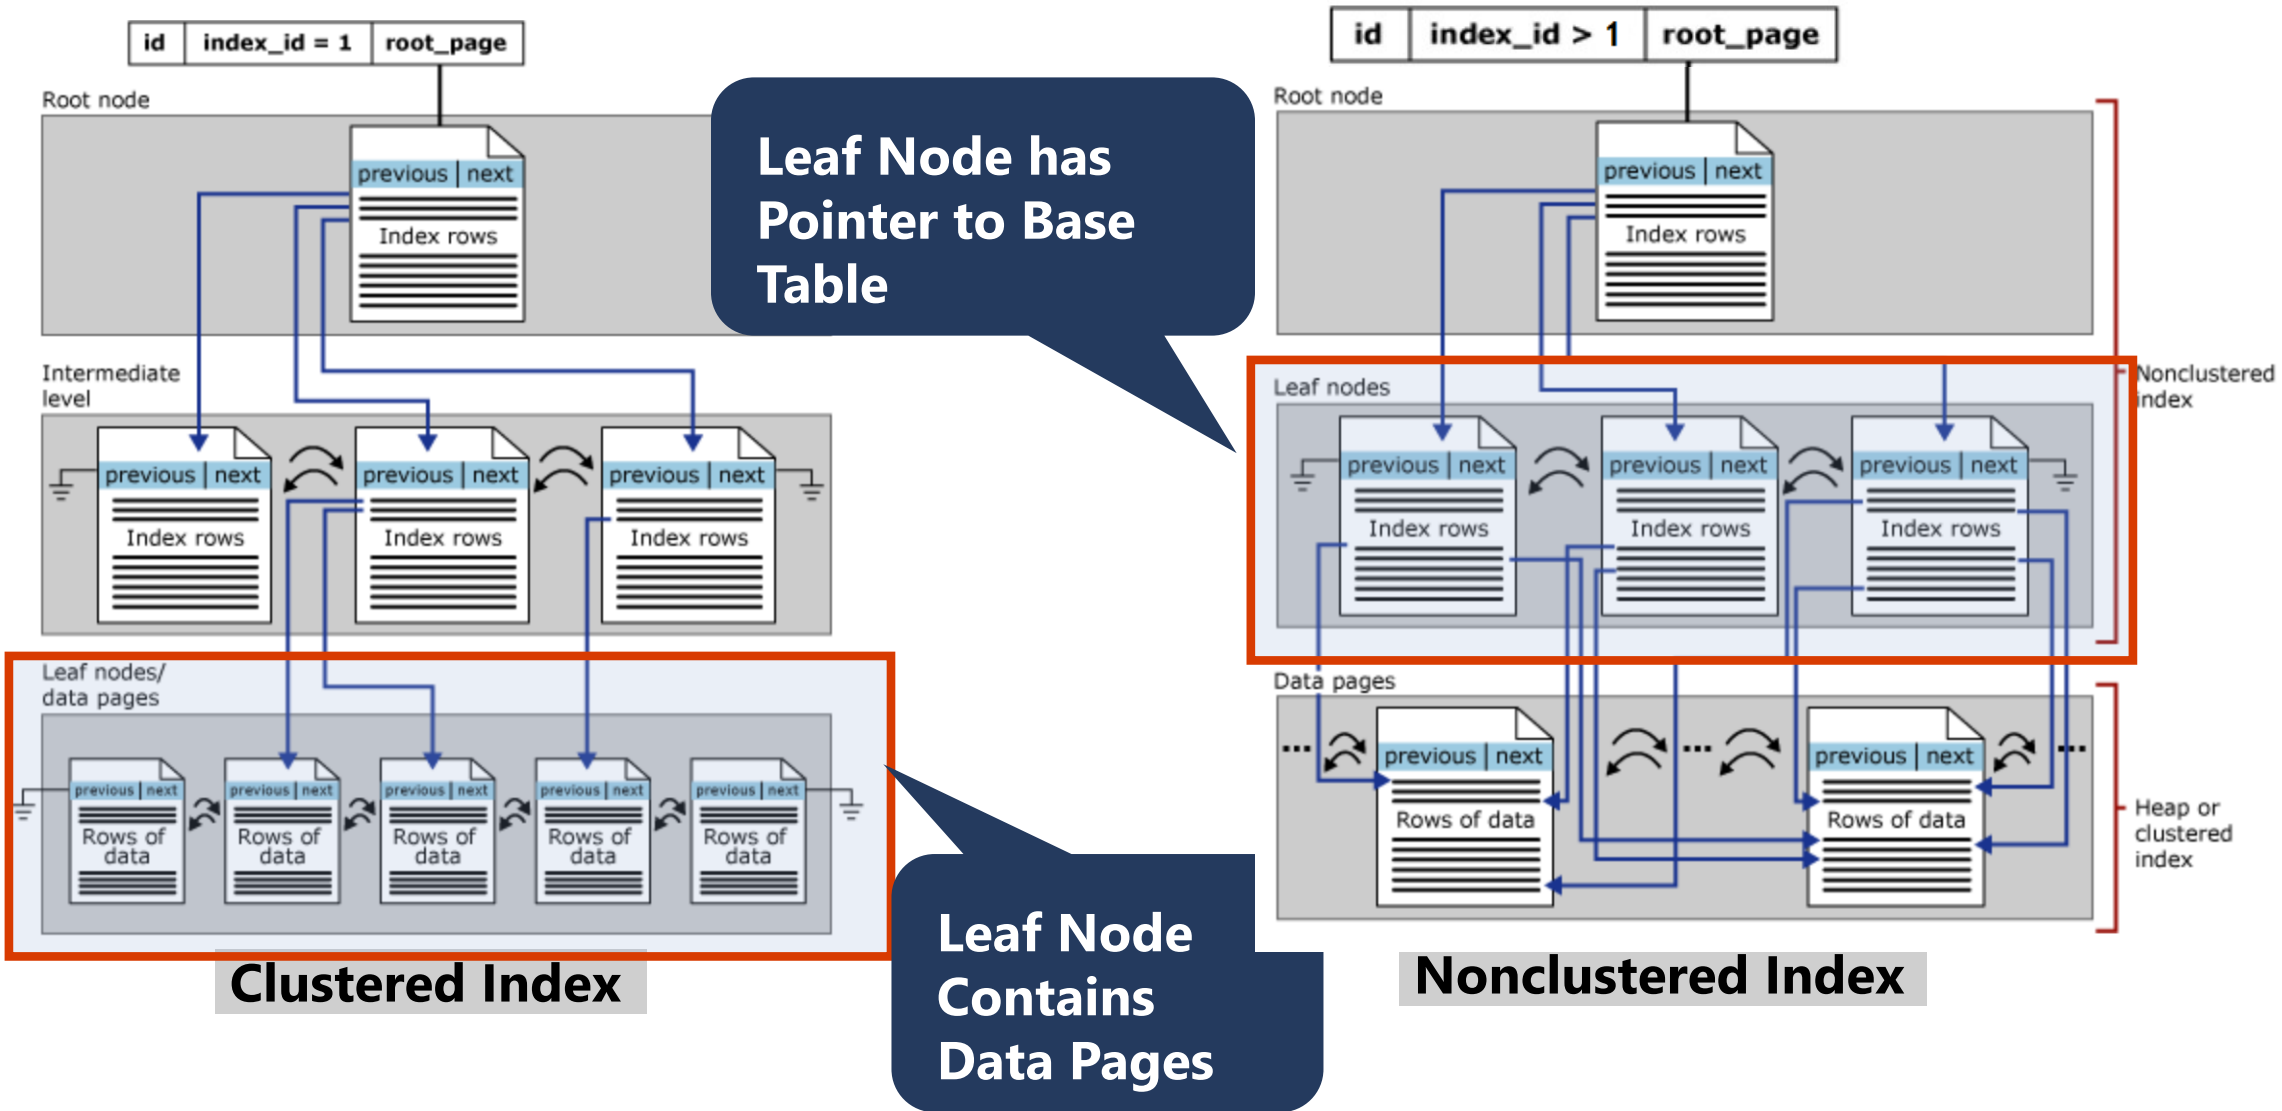 id index_id = 1 root_page
Root node
previous next
Index rows
Intermediate
level
previous next
Index rows
previous next
Index rows
previous next
Index rows
Leaf nodes/
data pages
previous next
Rows of
data
previous next
Rows of
data
previous next
Rows of
data
previous next
Rows of
data
previous next
Rows of
data
Clustered Index
Leaf Node has
Pointer to Base
Table
Leaf Node
Contains
Data Pages
id index_id > 1 root_page
Root node
previous next
Index rows
Leaf nodes
previous next
Index rows
previous next
Index rows
previous next
Index rows
Nonclustered
index
Data pages
...
previous next
Rows of data
...
previous next
Rows of data
...
Heap or
clustered
index
Nonclustered Index